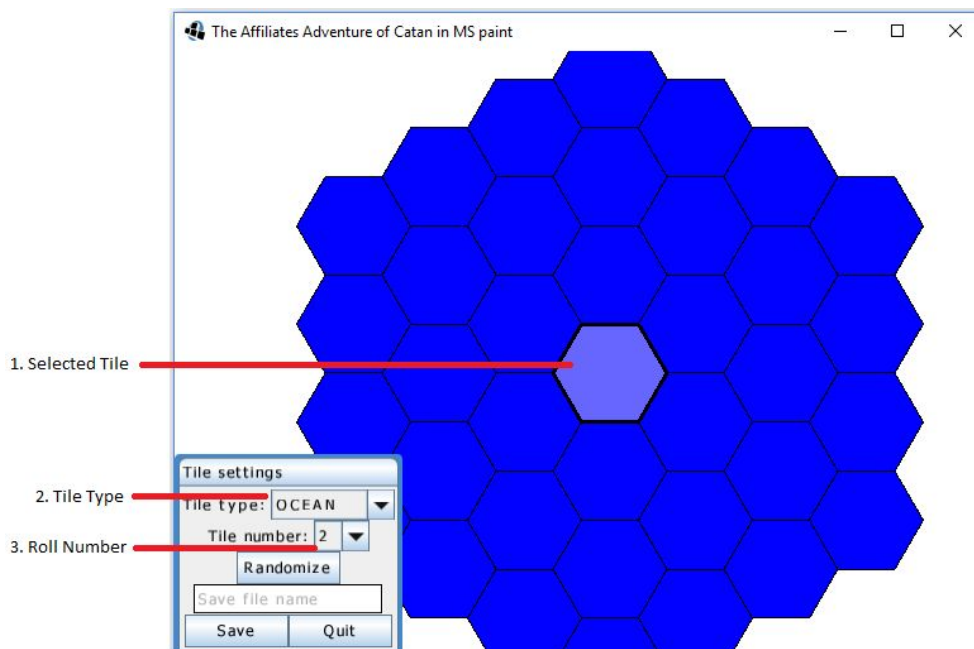 The Affiliates Adventure of Catan in MS paint
1. Selected Tile
Tile settings
2. Tile Type
Tile type: OCEAN
Tile number: 2
3. Roll Number
Randomize
Save file name
Save Quit